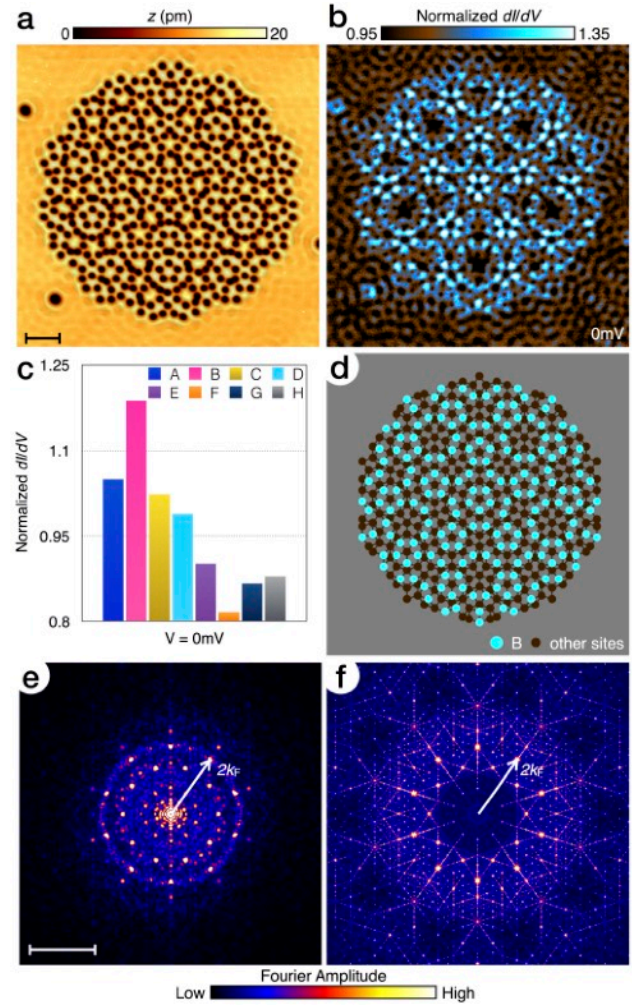 a
z (pm)
0 20
b
Normalized dI/dV
0.95 1.35
0mV
c
1.25
1.1
0.95
0.8
Normalized dI/dV
A B C D
E F G H
V = 0mV
d
B other sites
e
2kF
f
2kF
Fourier Amplitude
Low High